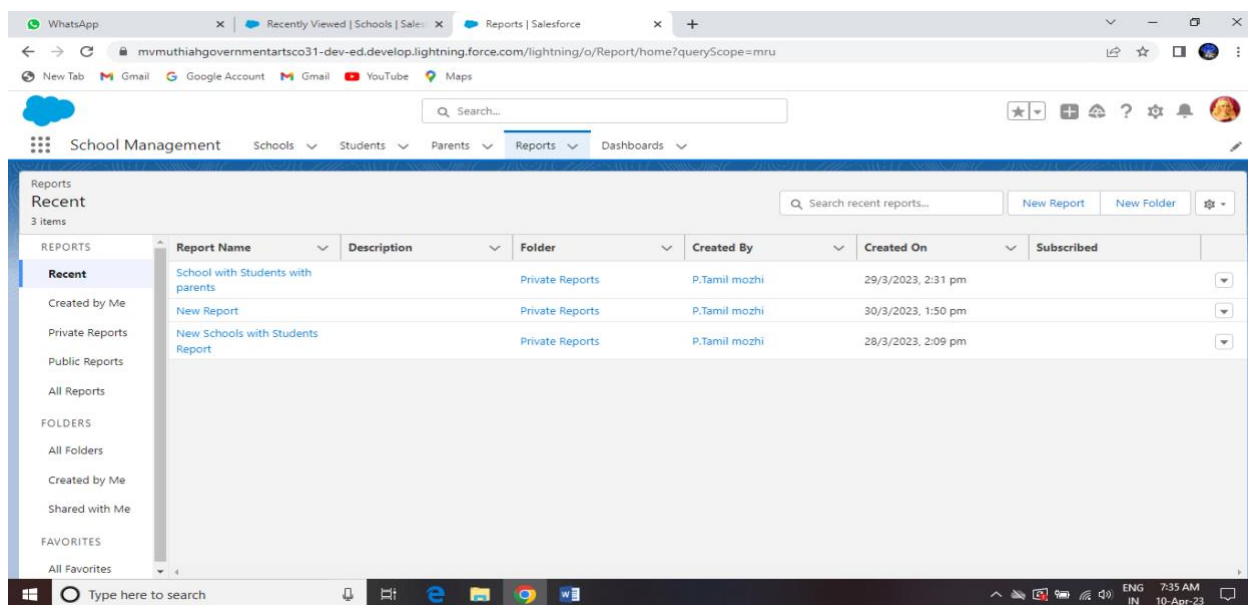 WhatsApp
Recently Viewed | Schools | Sales
Reports | Salesforce
mvmuthiahgovernmentartsco31-dev-ed.develop.lightning.force.com/lightning/o/Report/home?queryScope=mru
New Tab Gmail Google Account Gmail YouTube Maps
Search...
School Management Schools Students Parents Reports Dashboards
Reports
Recent
3 items
Search recent reports...
New Report New Folder
REPORTS
Recent
Created by Me
Private Reports
Public Reports
All Reports
FOLDERS
All Folders
Created by Me
Shared with Me
FAVORITES
All Favorites
Report Name Description Folder Created By Created On Subscribed
School with Students with
parents
Private Reports P.Tamil mozhi 29/3/2023, 2:31 pm
New Report Private Reports P.Tamil mozhi 30/3/2023, 1:50 pm
New Schools with Students
Report
Private Reports P.Tamil mozhi 28/3/2023, 2:09 pm
Type here to search
ENG
IN
7:35 AM
10-Apr-23